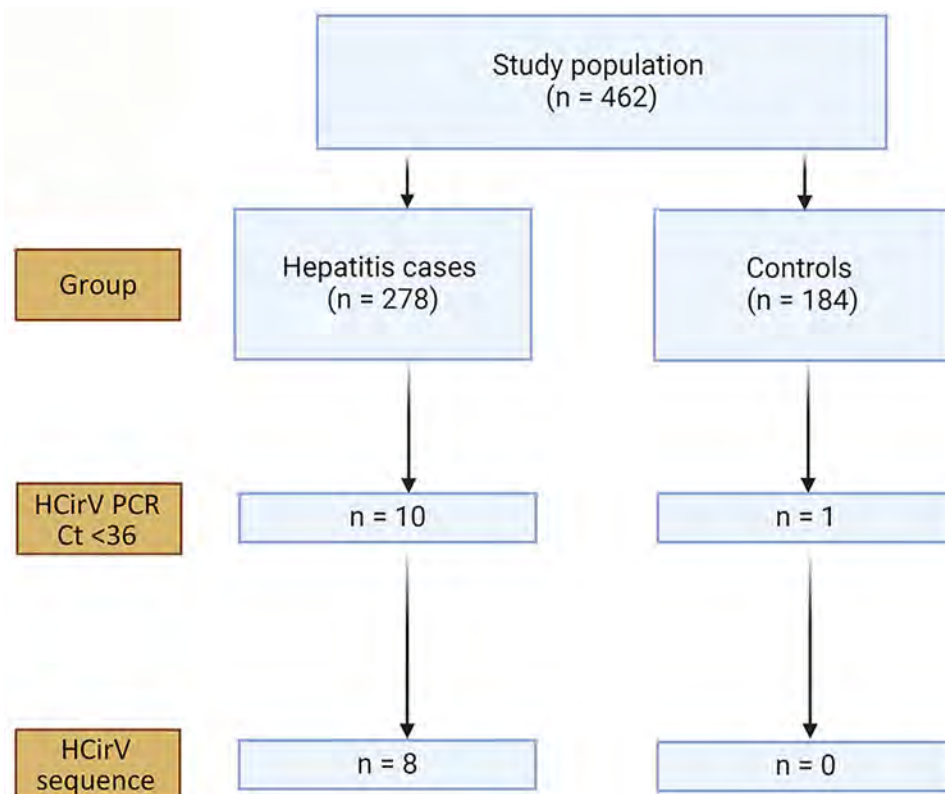 Study population
(n = 462)
Group
Hepatitis cases
(n = 278)
Controls
(n = 184)
HCirV PCR
Ct <36
n = 10
n = 1
HCirV
sequence
n = 8
n = 0